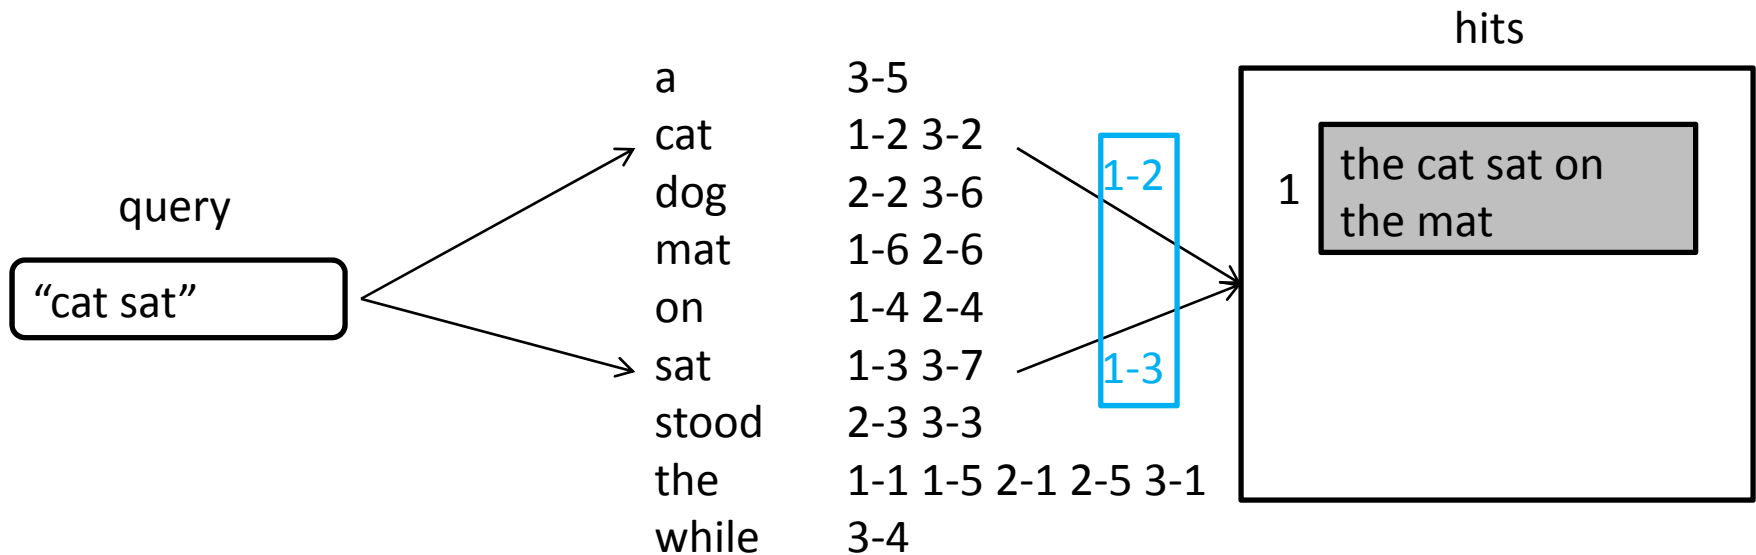 query
“cat sat”
a 3-5
cat 1-2 3-2
dog 2-2 3-6
mat 1-6 2-6
on 1-4 2-4
sat 1-3 3-7
stood 2-3 3-3
the 1-1 1-5 2-1 2-5 3-1
while 3-4
1-2
1-3
hits
1
the cat sat on
the mat